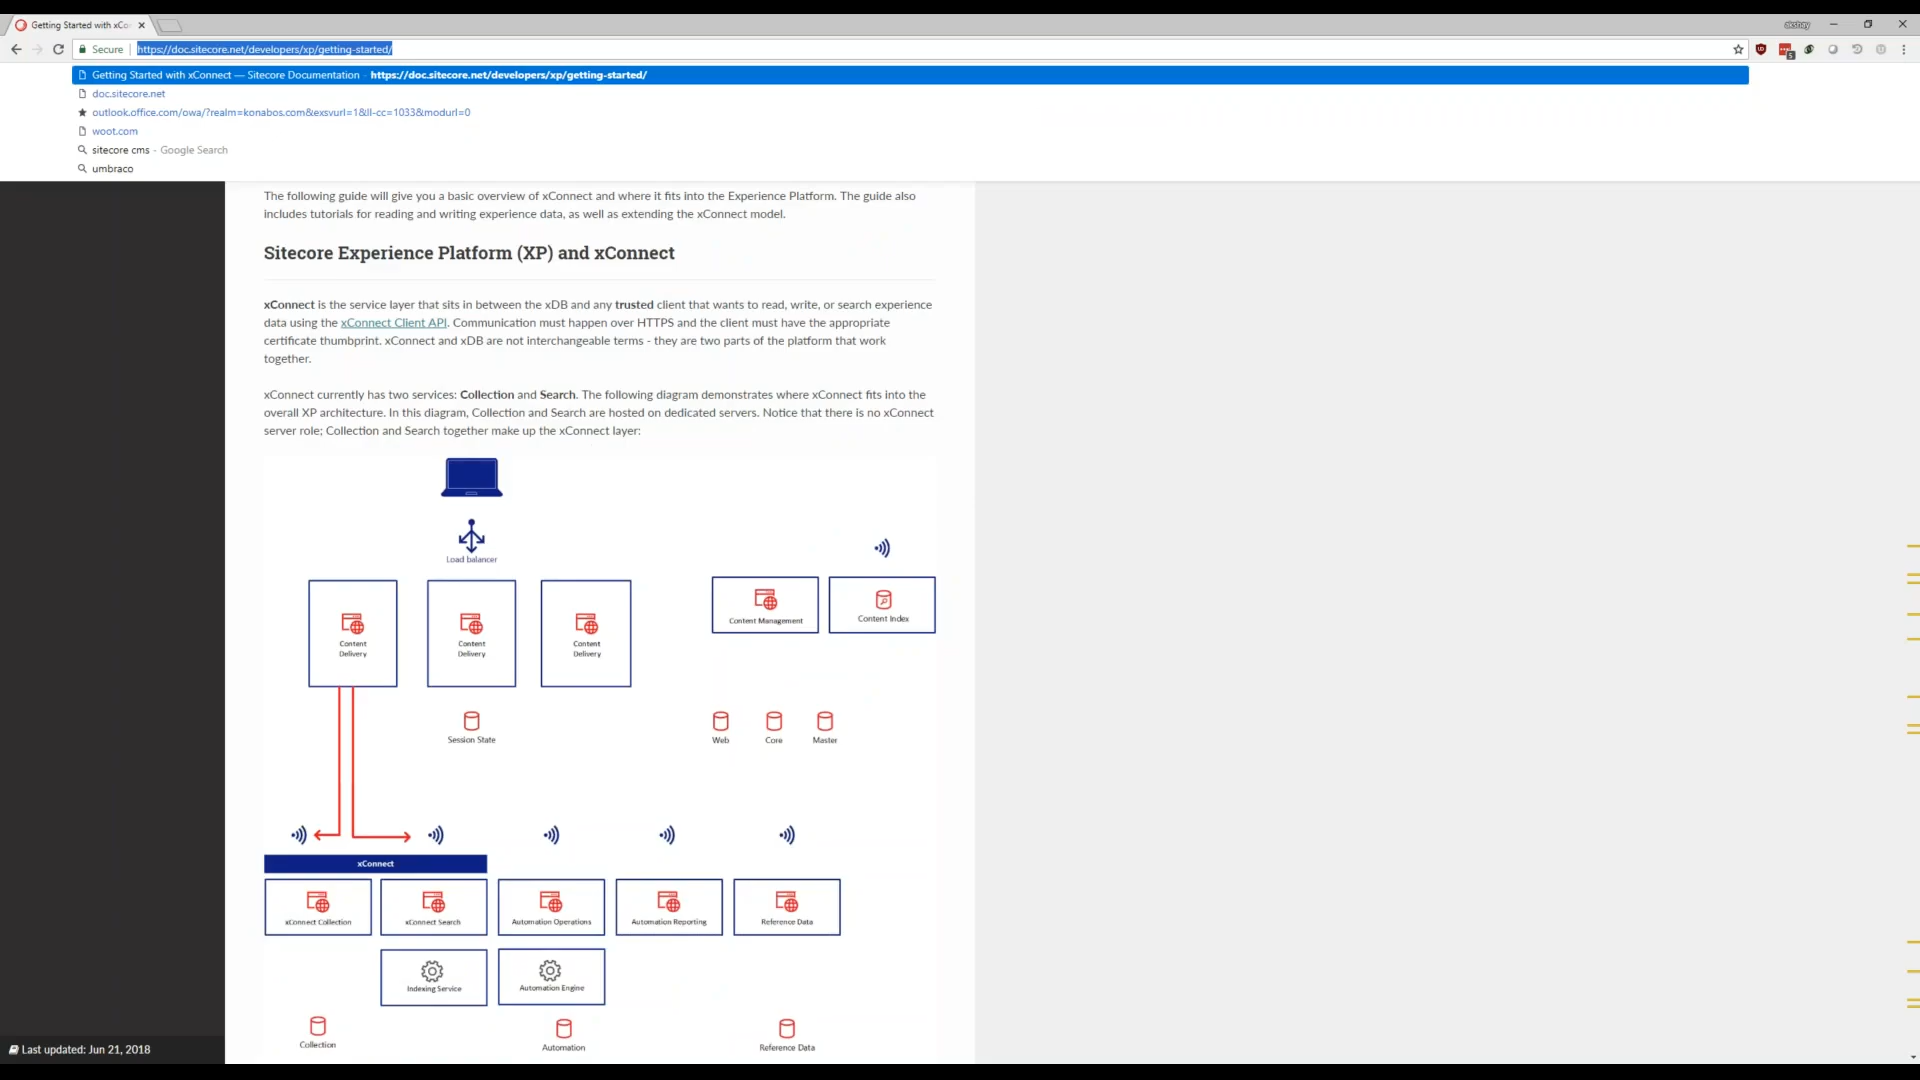 Getting Started with xCo
akshay
Secure
https://doc.sitecore.net/developers/xp/getting-started/
5
Getting Started with xConnect — Sitecore Documentation - https://doc.sitecore.net/developers/xp/getting-started/
doc.sitecore.net
outlook.office.com/owa/?realm=konabos.com&exsvurl=1&ll-cc=1033&modurl=0
woot.com
sitecore cms - Google Search
umbraco
The following guide will give you a basic overview of xConnect and where it fits into the Experience Platform. The guide also
includes tutorials for reading and writing experience data, as well as extending the xConnect model.
Sitecore Experience Platform (XP) and xConnect
xConnect is the service layer that sits in between the xDB and any trusted client that wants to read, write, or search experience
data using the xConnect Client API. Communication must happen over HTTPS and the client must have the appropriate
certificate thumbprint. xConnect and xDB are not interchangeable terms - they are two parts of the platform that work
together.
xConnect currently has two services: Collection and Search. The following diagram demonstrates where xConnect fits into the
overall XP architecture. In this diagram, Collection and Search are hosted on dedicated servers. Notice that there is no xConnect
server role; Collection and Search together make up the xConnect layer:
Load balancer
Content
Delivery
Content
Delivery
Content
Delivery
Content Management
Content Index
Session State
Web
Core
Master
xConnect
xConnect Collection
xConnect Search
Automation Operations
Automation Reporting
Reference Data
Indexing Service
Automation Engine
Collection
Automation
Reference Data
Last updated: Jun 21, 2018